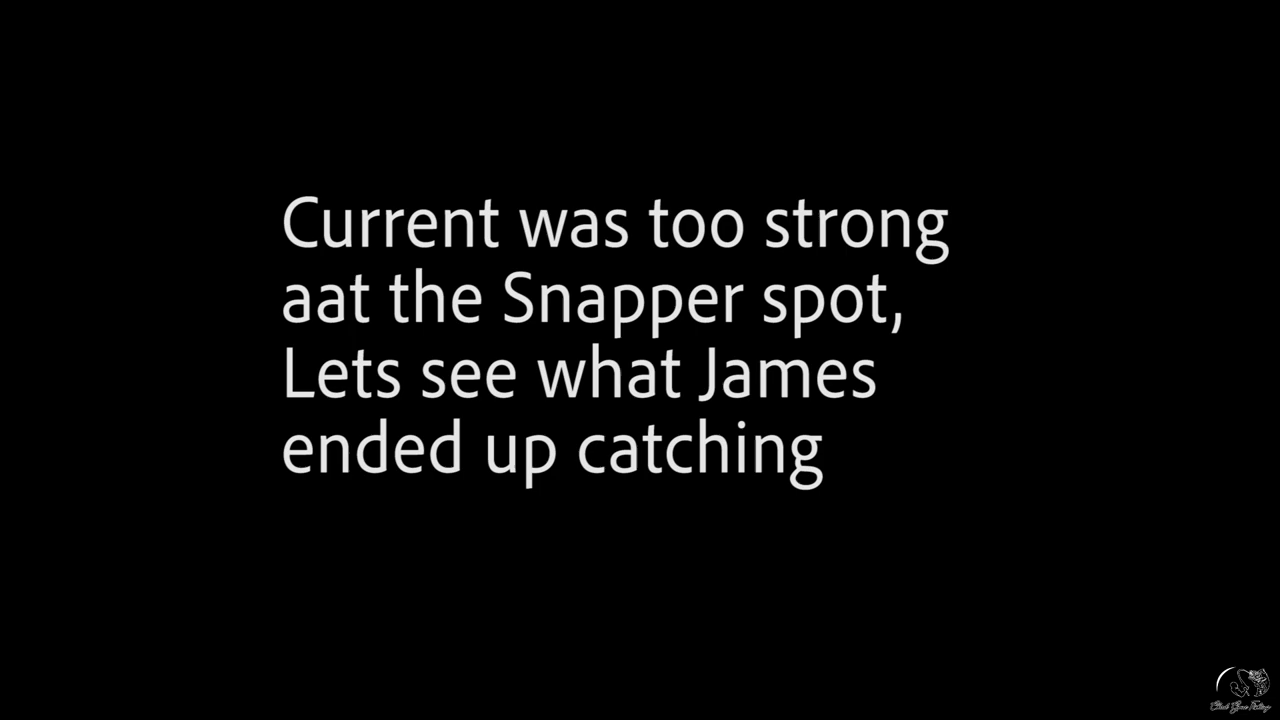 Current was too strong
aat the Snapper spot,
Lets see what James
ended up catching